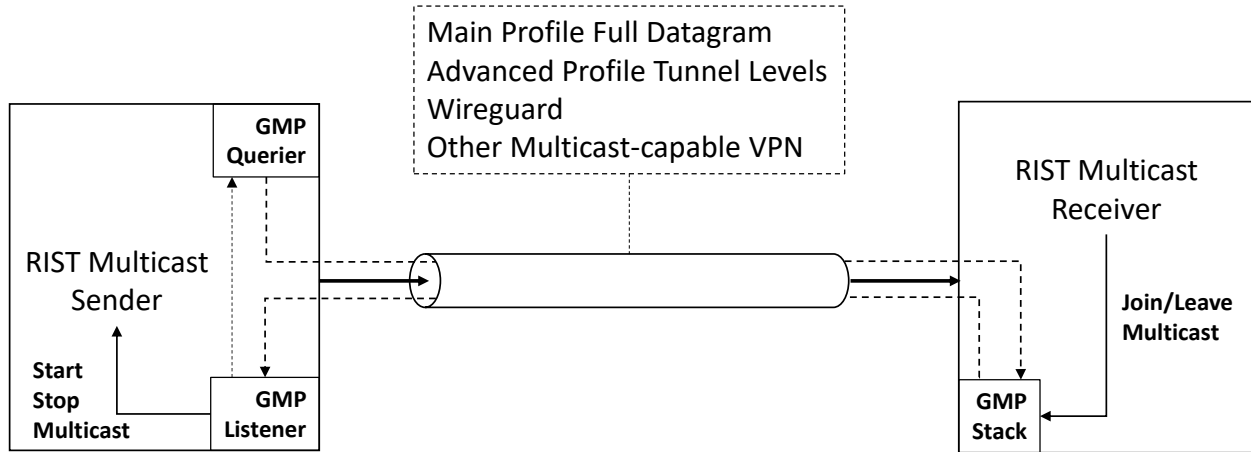 Main Profile Full Datagram
Advanced Profile Tunnel Levels
Wireguard
Other Multicast-capable VPN
GMP
Querier
RIST Multicast
Sender
Start
Stop
Multicast
GMP
Listener
RIST Multicast
Receiver
Join/Leave
Multicast
GMP
Stack